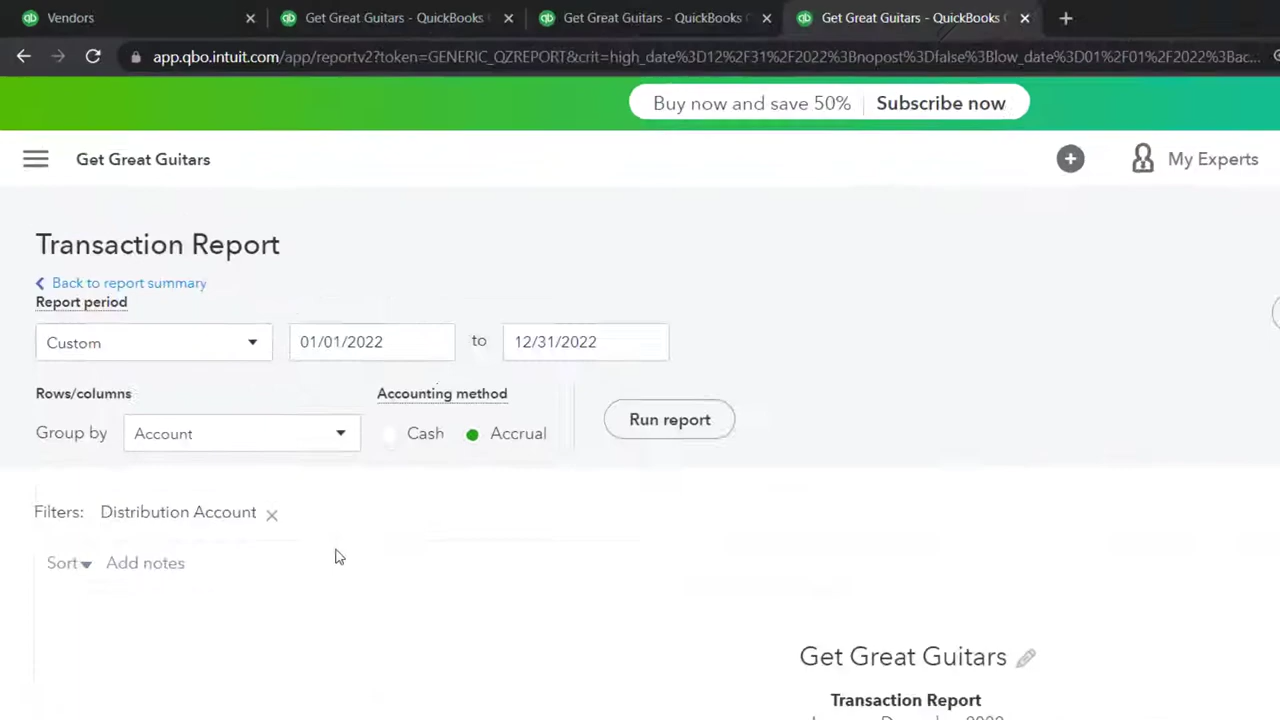 Vendors
Get Great Guitars - QuickBooks
Get Great Guitars - QuickBooks
Get Great Guitars - QuickBooks
app.qbo.intuit.com/app/reportv2?token=GENERIC_QZREPORT&crit=high_date%3D12%2F31%2F2022%3Bnopost%3Dfalse%3Blow_date%3D01%2F01%2F2022%3Bac...
Buy now and save 50% Subscribe now
Get Great Guitars
My Experts
Transaction Report
Back to report summary
Report period
Custom 01/01/2022 to 12/31/2022
Rows/columns Accounting method
Group by Account Cash Accrual Run report
Filters: Distribution Account
Sort Add notes
Get Great Guitars
Transaction Report